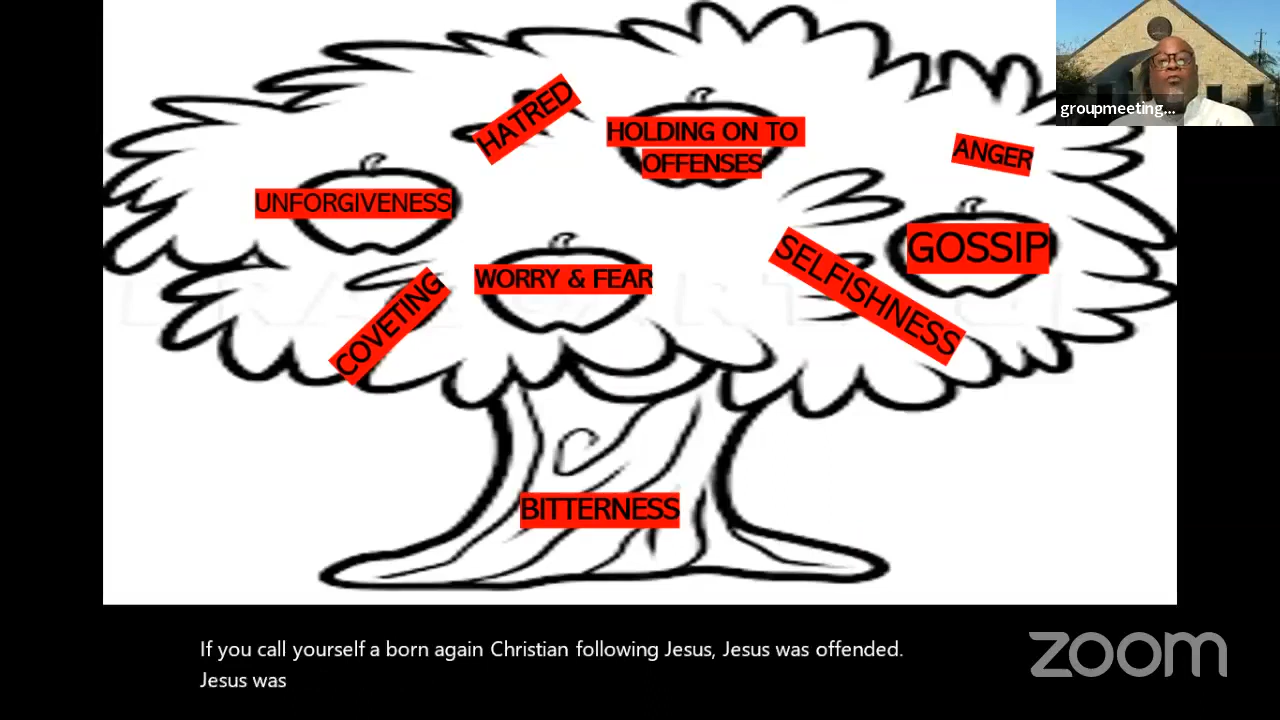 HATRED
HOLDING ON TO
OFFENSES
ANGER
UNFORGIVENESS
GOSSIP
SELFISHNESS
WORRY & FEAR
COVETING
BITTERNESS
groupmeeting...
If you call yourself a born again Christian following Jesus, Jesus was offended.
Jesus was
zoom